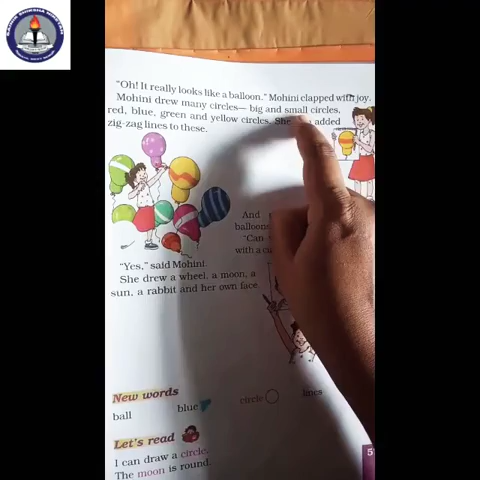 "Oh! It really looks like a balloon." Mohini clapped with joy.
Mohini drew many circles— big and small circles,
red, blue, green and yellow circles. She added
zig-zag lines to these.
And
balloons
"Can
with a
"Yes," said Mohini.
She drew a wheel, a moon, a
sun, a rabbit and her own face
New words
ball
blue
circle
lines
Let's read
I can draw a circle.
The moon is round.
5